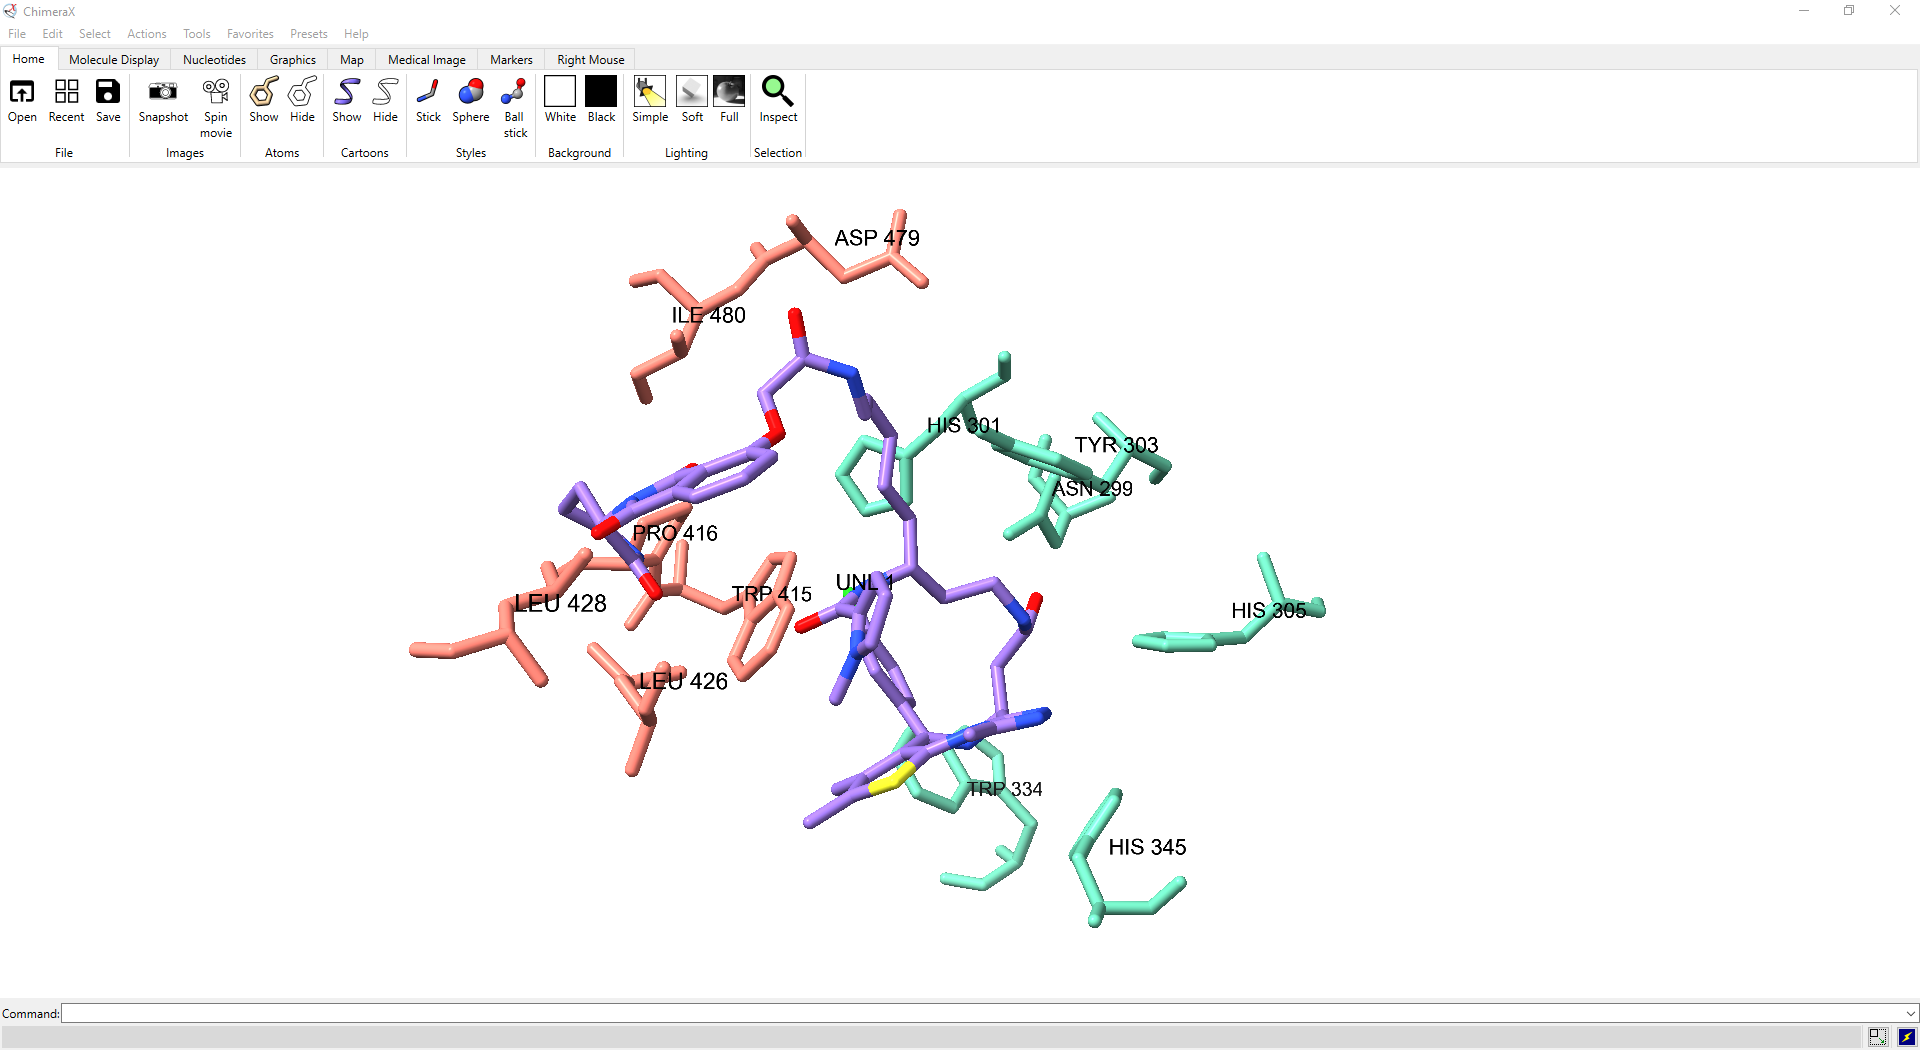 ChimeraX
File Edit Select Actions Tools Favorites Presets Help
Home Molecule Display Nucleotides Graphics Map Medical Image Markers Right Mouse
Open Recent Save Snapshot Spin movie Show Hide Show Hide Stick Sphere Ball stick White Black Simple Soft Full Inspect
File Images Atoms Cartoons Styles Background Lighting Selection
ASP 479
ILE 480
HIS 301
TYR 303
ASN 299
PRO 416
UNL 1
TRP 415
LEU 428
HIS 305
LEU 426
TRP 334
HIS 345
Command: